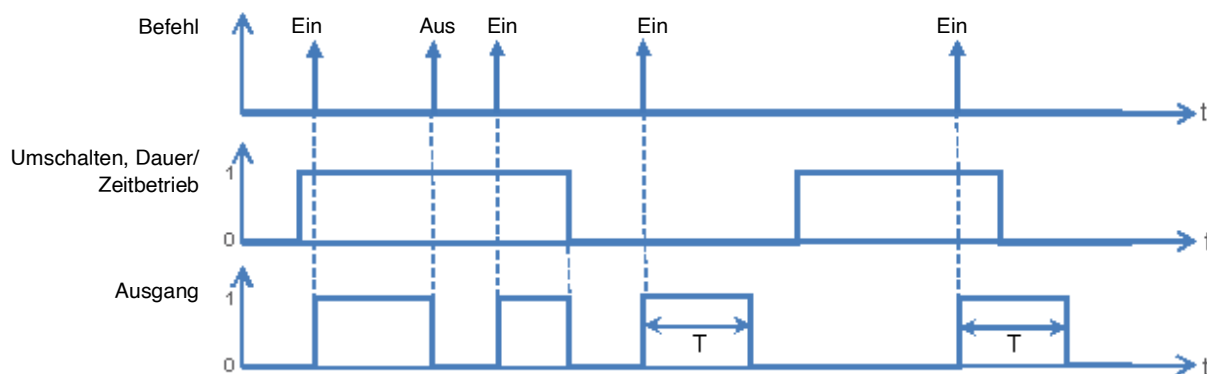 Befehl
Ein Aus Ein Ein Ein
t
Umschalten, Dauer/
Zeitbetrieb
1
0
t
Ausgang
1
T T
0
t